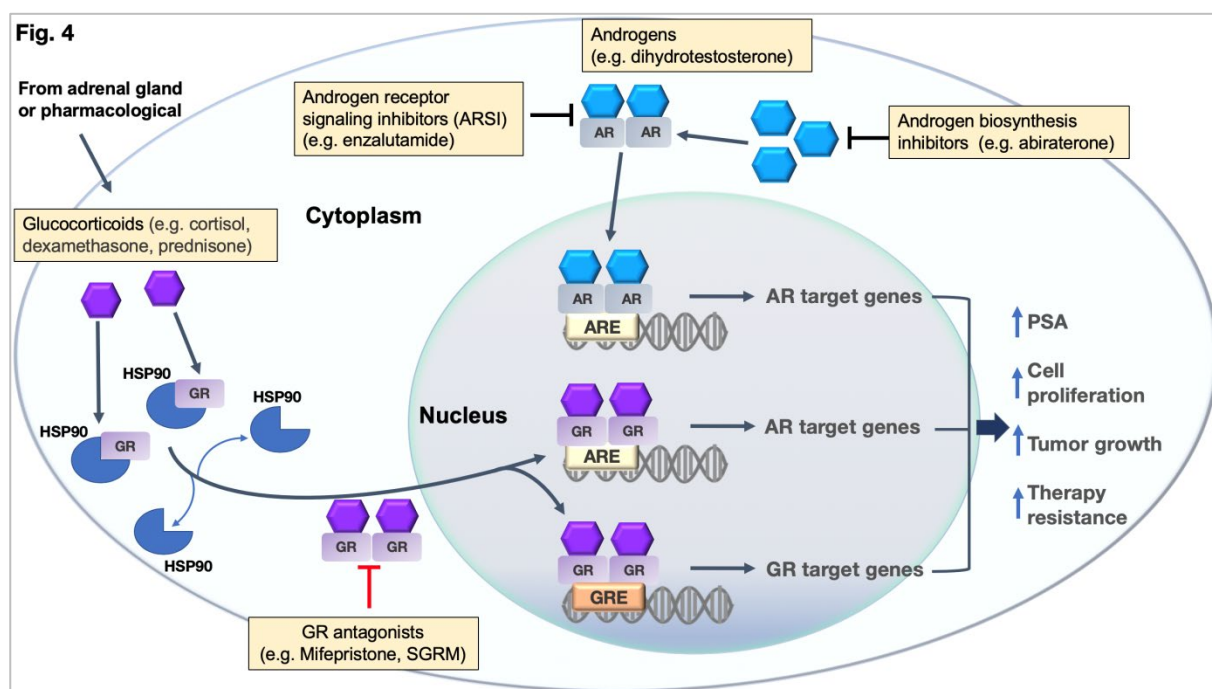 Fig. 4
From adrenal gland
or pharmacological
Androgens
(e.g. dihydrotestosterone)
Androgen receptor
signaling inhibitors (ARSI)
(e.g. enzalutamide)
AR
AR
Androgen biosynthesis
inhibitors (e.g. abiraterone)
Glucocorticoids (e.g. cortisol,
dexamethasone, prednisone)
Cytoplasm
AR
AR
ARE
AR target genes
HSP90
GR
HSP90
GR
HSP90
HSP90
Nucleus
GR
GR
ARE
AR target genes
GR
GR
GR
GR
GRE
GR target genes
PSA
Cell
proliferation
Tumor growth
Therapy
resistance
GR antagonists
(e.g. Mifepristone, SGRM)